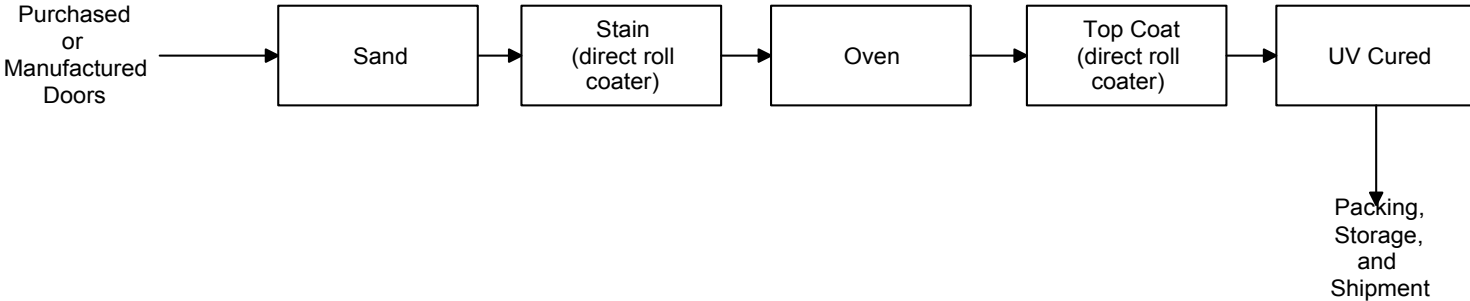 Purchased
or
Manufactured
Doors
Sand
Stain
(direct roll
coater)
Oven
Top Coat
(direct roll
coater)
UV Cured
Packing,
Storage,
and
Shipment